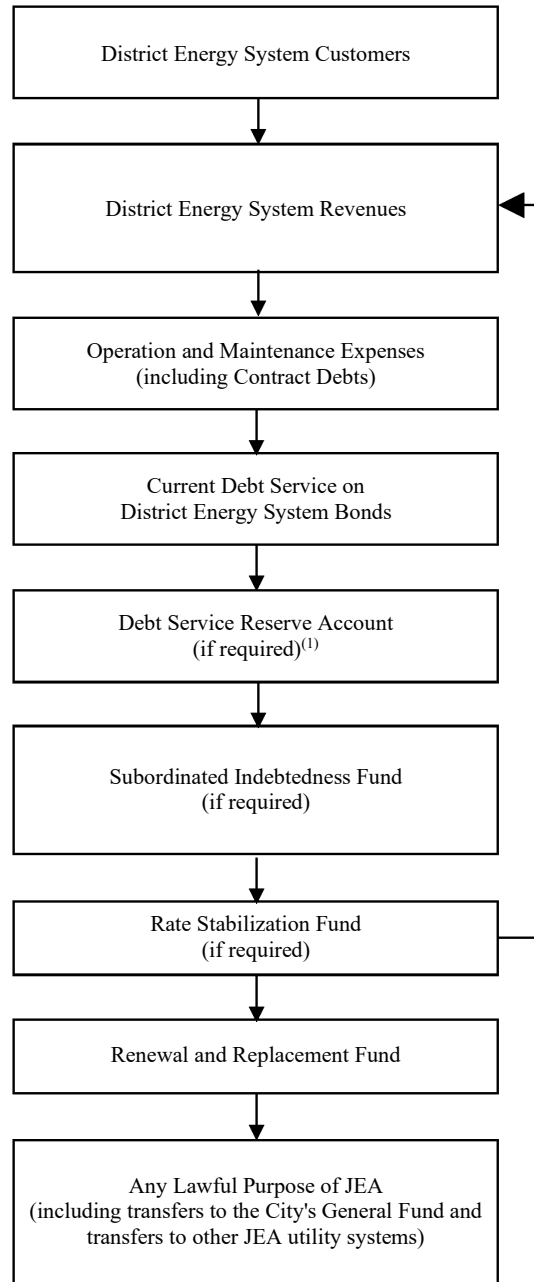 District Energy System Customers
District Energy System Revenues
Operation and Maintenance Expenses
(including Contract Debts)
Current Debt Service on
District Energy System Bonds
Debt Service Reserve Account
(if required)(1)
Subordinated Indebtedness Fund
(if required)
Rate Stabilization Fund
(if required)
Renewal and Replacement Fund
Any Lawful Purpose of JEA
(including transfers to the City's General Fund and
transfers to other JEA utility systems)